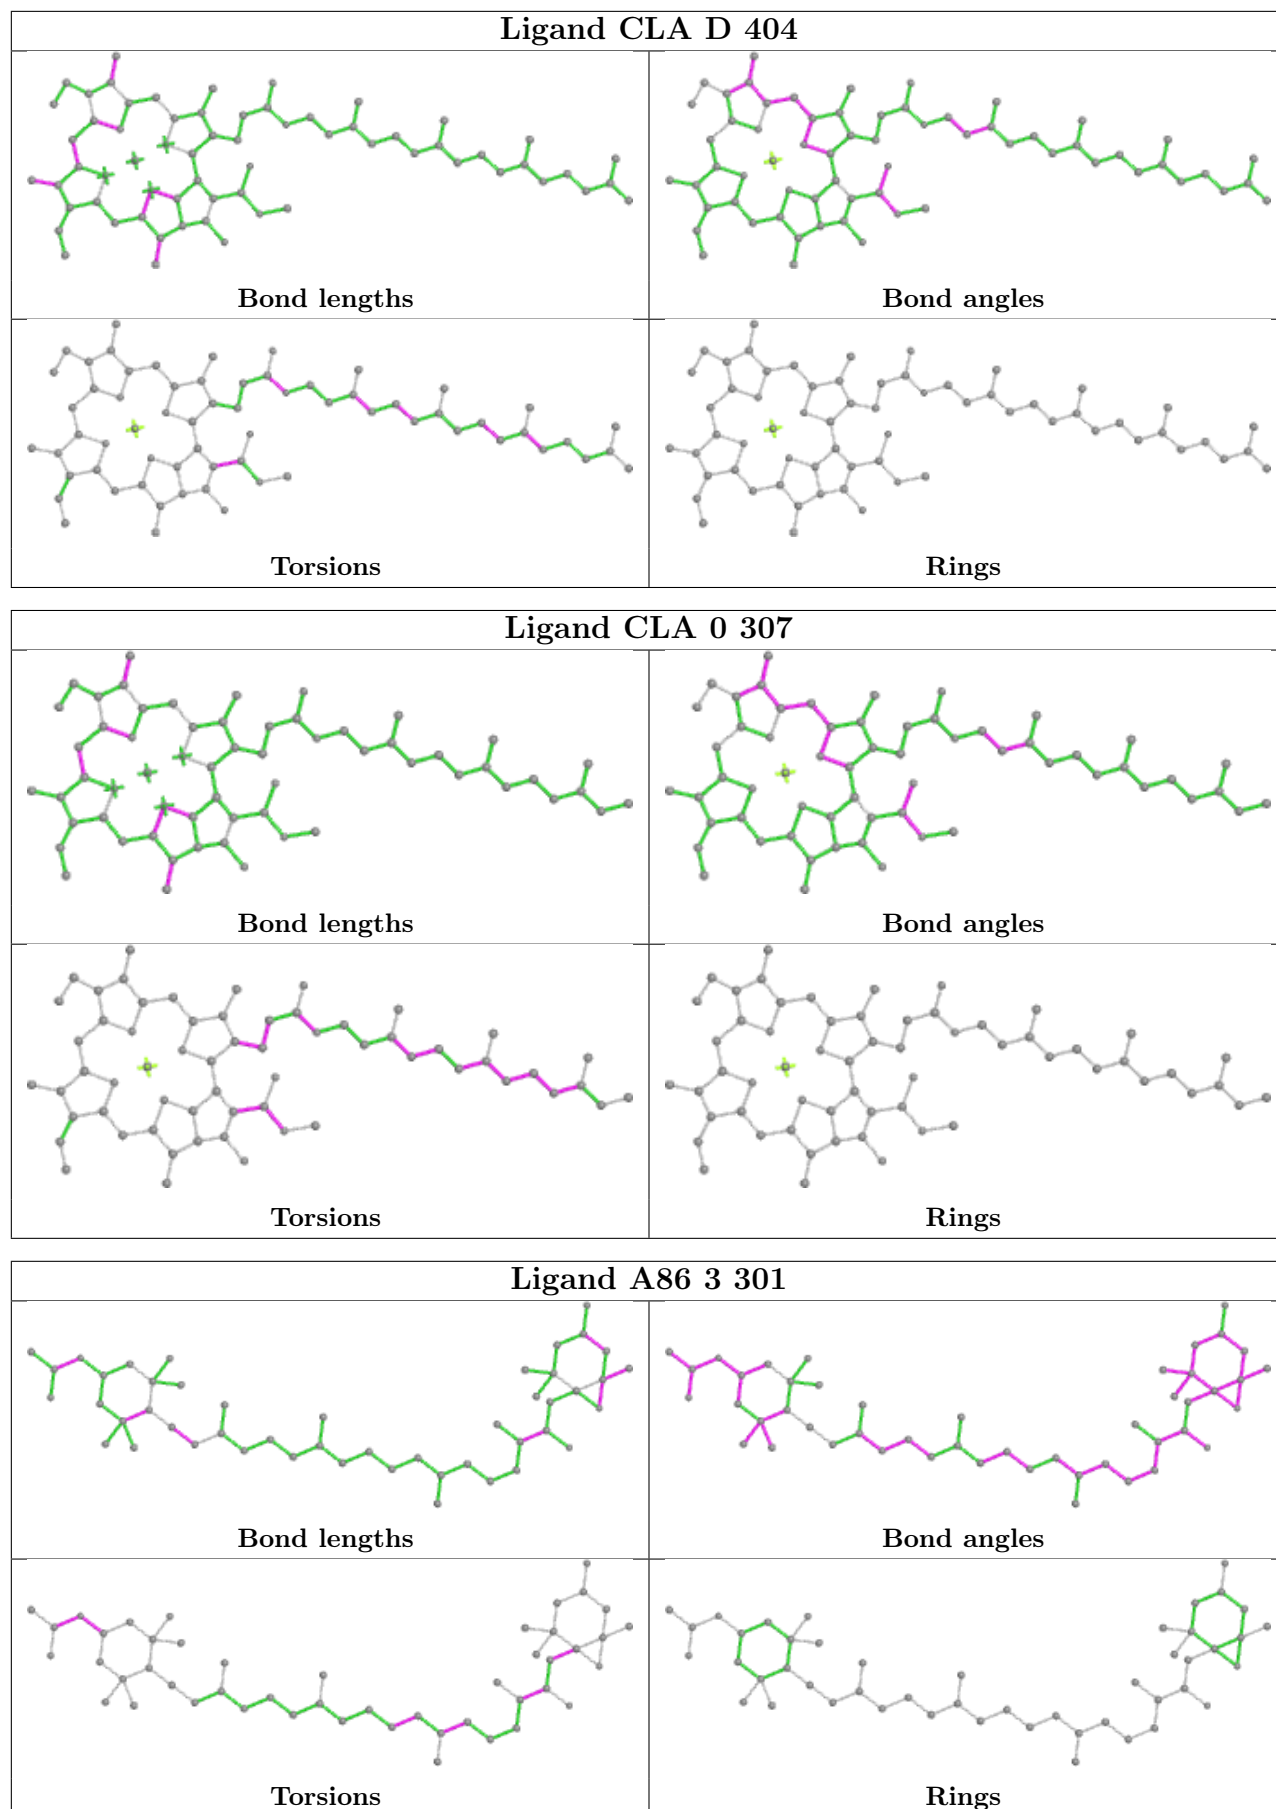 Ligand CLA D 404
Bond lengths
Bond angles
Torsions
Rings
Ligand CLA 0 307
Bond lengths
Bond angles
Torsions
Rings
Ligand A86 3 301
Bond lengths
Bond angles
Torsions
Rings